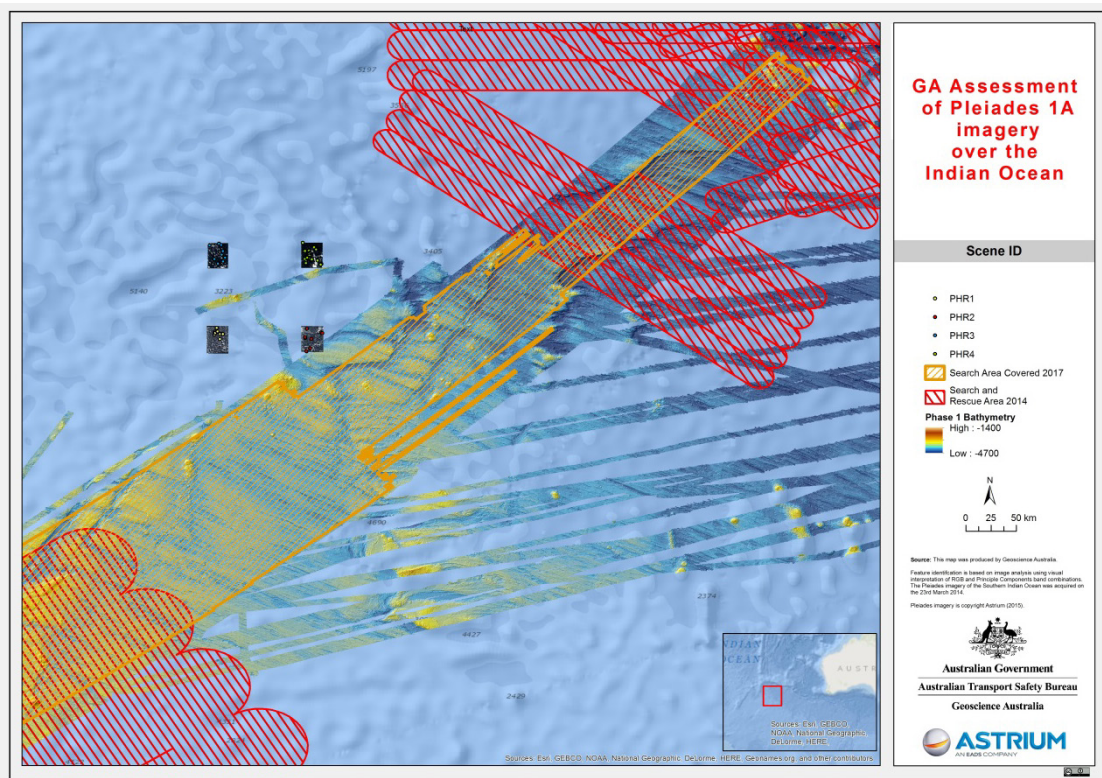 GA Assessment
of Pleiades 1A
imagery
over the
Indian Ocean
Scene ID
PHR1
PHR2
PHR3
PHR4
Search Area Covered 2017
Search and
Rescue Area 2014
Phase 1 Bathymetry
High : -1400
Low : -4700
N
0 25 50 km
Source: This map was produced by Geoscience Australia.
Feature identification is based on image analysis using visual
interpretation of RGB and Principle Components band combinations.
The Pleiades imagery of the Southern Indian Ocean was acquired on
the 23rd March 2014.
Pleiades imagery is copyright Astrium (2015).
Australian Government
Australian Transport Safety Bureau
Geoscience Australia
ASTRIUM
AN EADS COMPANY
5197
3405
5140
3223
4890
2374
4427
2429
INDIAN
OCEAN
AUSTR
Sources: Esri, GEBCO,
NOAA, National Geographic,
DeLorme, HERE,
Sources: Esri, GEBCO, NOAA, National Geographic, DeLorme, HERE, Geonames.org, and other contributors